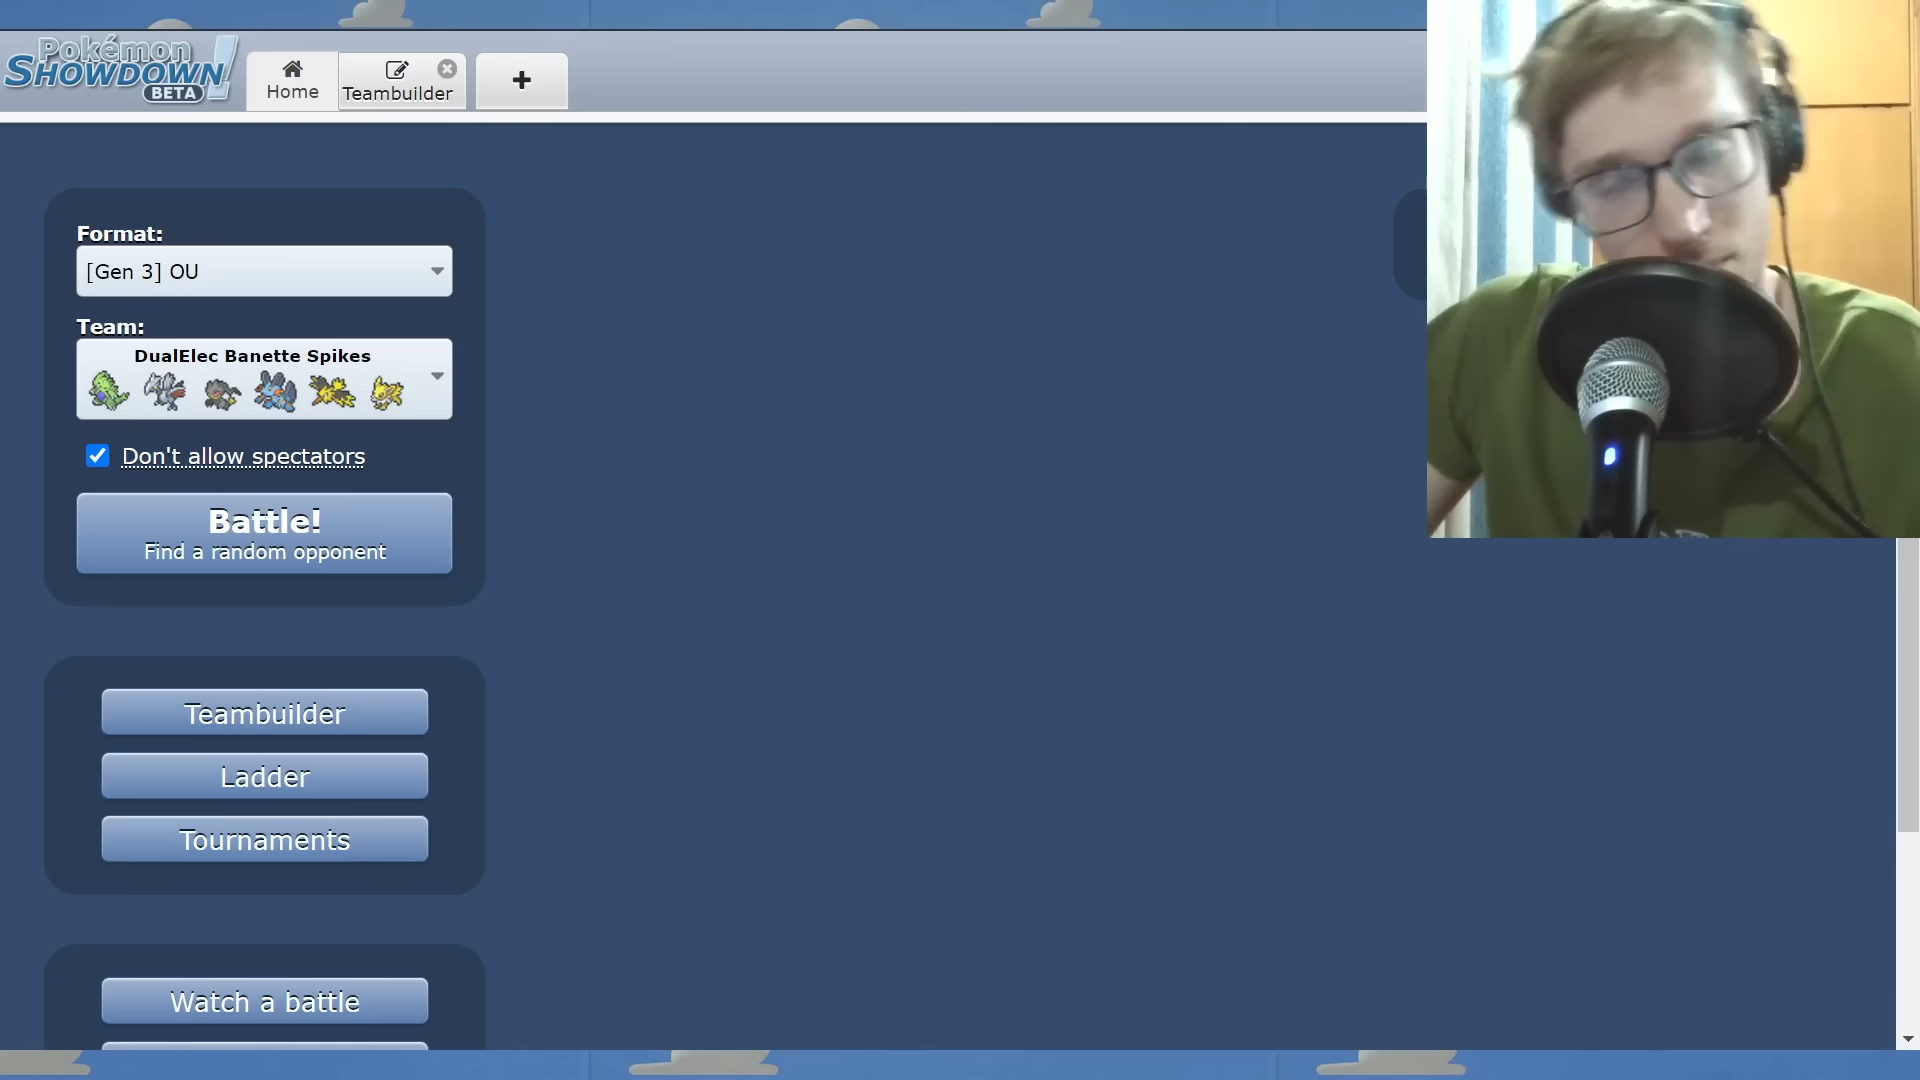 Pokémon
SHOWDOWN!
BETA
Home
Teambuilder
+
Format:
[Gen 3] OU
Team:
DualElec Banette Spikes
Don't allow spectators
Battle!
Find a random opponent
Teambuilder
Ladder
Tournaments
Watch a battle